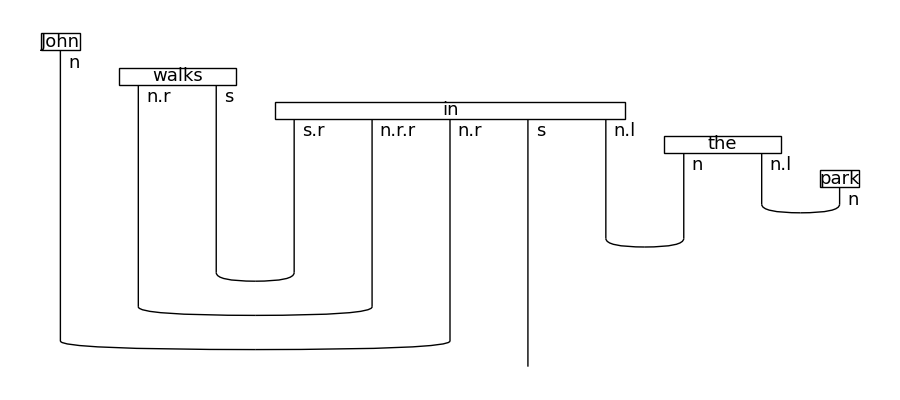 John
n
walks
n.r s
in
s.r n.r.r n.r s n.l
the
n n.l
park
n